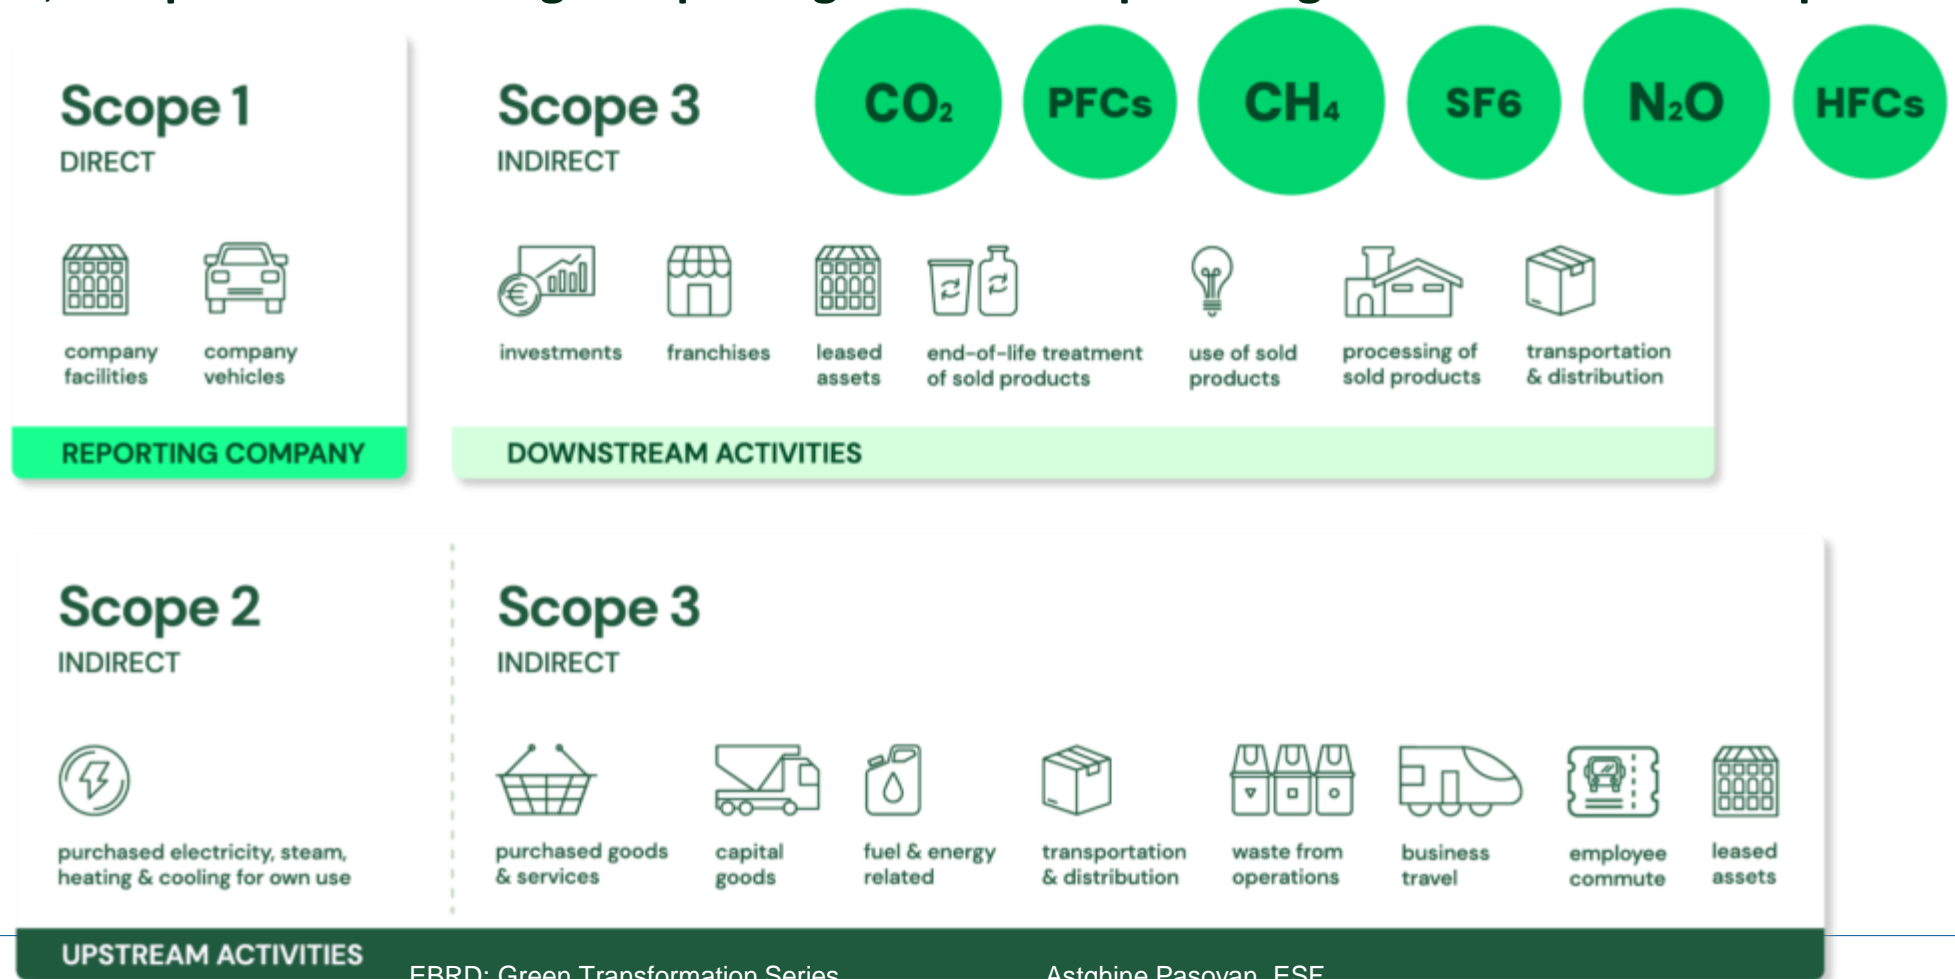 CO₂
PFCs
CH₄
SF6
N₂O
HFCs
Scope 1
DIRECT
company
facilities
company
vehicles
REPORTING COMPANY
Scope 3
INDIRECT
investments
franchises
leased
assets
end-of-life treatment
of sold products
use of sold
products
processing of
sold products
transportation
& distribution
DOWNSTREAM ACTIVITIES
Scope 2
INDIRECT
purchased electricity, steam,
heating & cooling for own use
Scope 3
INDIRECT
purchased goods
& services
capital
goods
fuel & energy
related
transportation
& distribution
waste from
operations
business
travel
employee
commute
leased
assets
UPSTREAM ACTIVITIES
EBRD: Green Transformation Series
Astghine Pasoyan, ESF